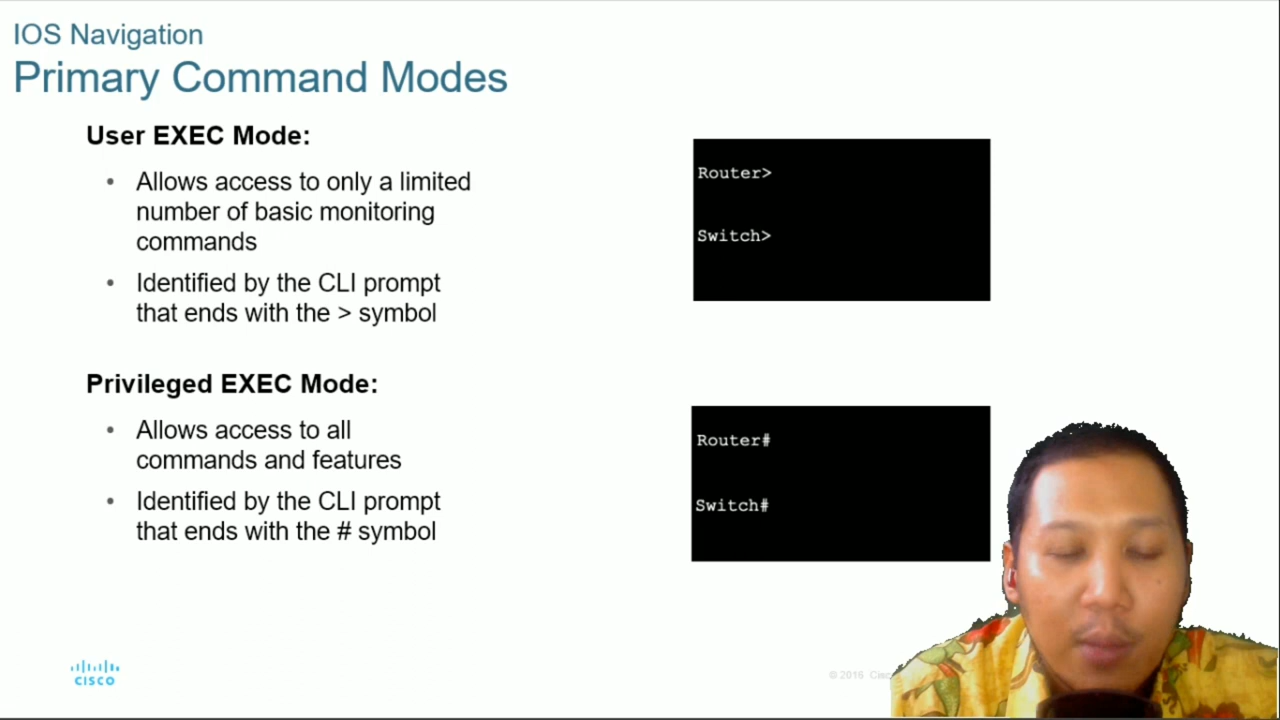 IOS Navigation
Primary Command Modes
User EXEC Mode:
• Allows access to only a limited
number of basic monitoring
commands
• Identified by the CLI prompt
that ends with the > symbol
Router>
Switch>
Privileged EXEC Mode:
• Allows access to all
commands and features
• Identified by the CLI prompt
that ends with the # symbol
Router#
Switch#
CISCO
© 2016 Cisc